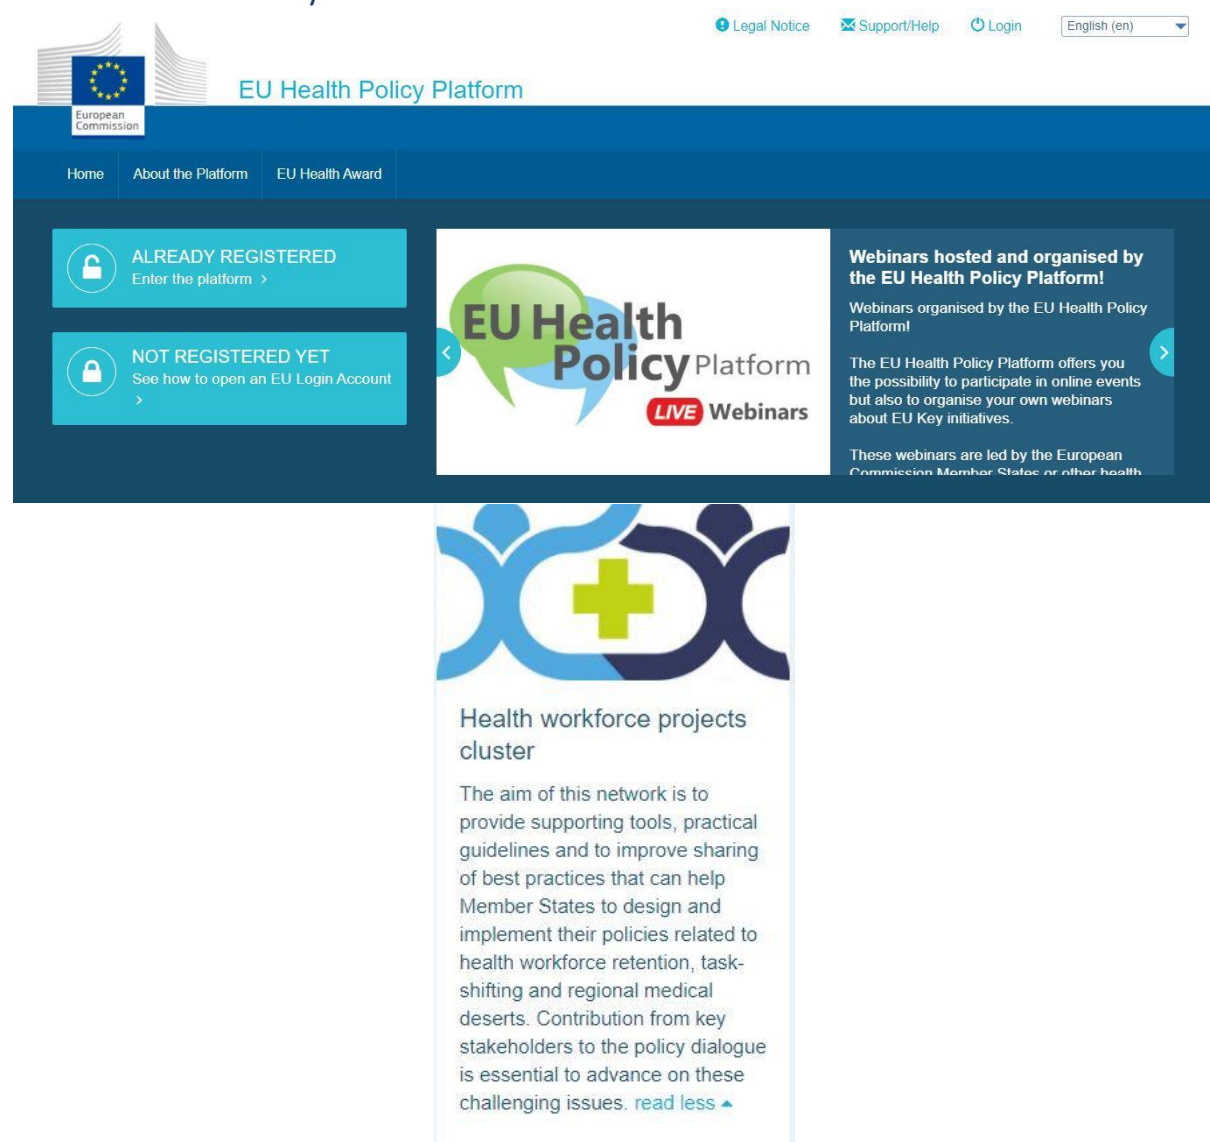 Legal Notice Support/Help Login English (en)
EU Health Policy Platform
European
Commission
Home About the Platform EU Health Award
ALREADY REGISTERED
Enter the platform >
NOT REGISTERED YET
See how to open an EU Login Account
>
EU Health
Policy Platform
LIVE Webinars
Webinars hosted and organised by
the EU Health Policy Platform!
Webinars organised by the EU Health Policy
Platform!
The EU Health Policy Platform offers you
the possibility to participate in online events
but also to organise your own webinars
about EU Key initiatives.
These webinars are led by the European
Commission Member States or other health
Health workforce projects
cluster
The aim of this network is to
provide supporting tools, practical
guidelines and to improve sharing
of best practices that can help
Member States to design and
implement their policies related to
health workforce retention, task-
shifting and regional medical
deserts. Contribution from key
stakeholders to the policy dialogue
is essential to advance on these
challenging issues. read less